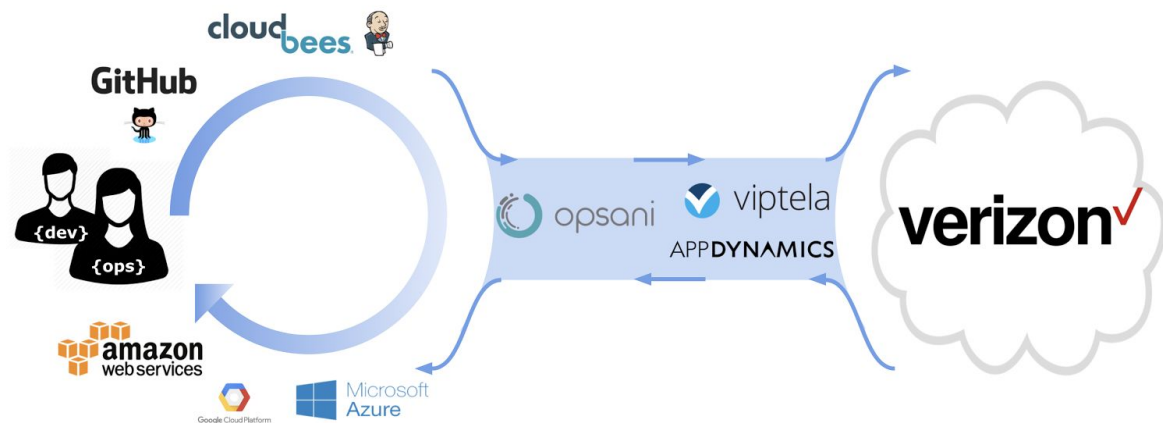 cloudbees.
GitHub
{dev}
{ops}
amazon
web services
Google Cloud Platform
Microsoft
Azure
opsani
viptela
APPDYNAMICS
verizon✓